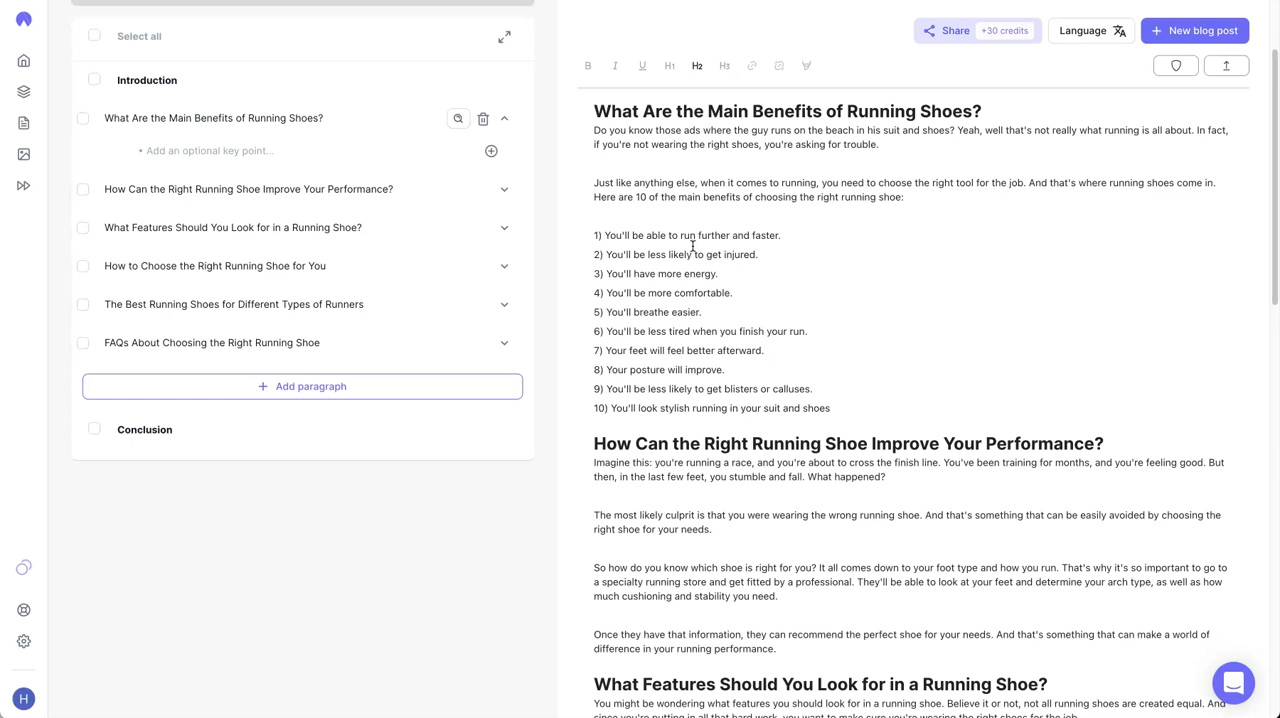 Select all
Introduction
What Are the Main Benefits of Running Shoes?
• Add an optional key point...
How Can the Right Running Shoe Improve Your Performance?
What Features Should You Look for in a Running Shoe?
How to Choose the Right Running Shoe for You
The Best Running Shoes for Different Types of Runners
FAQs About Choosing the Right Running Shoe
+ Add paragraph
Conclusion
H
Share +30 credits
Language
+ New blog post
B I U H1 H2 H3
What Are the Main Benefits of Running Shoes?
Do you know those ads where the guy runs on the beach in his suit and shoes? Yeah, well that's not really what running is all about. In fact,
if you're not wearing the right shoes, you're asking for trouble.
Just like anything else, when it comes to running, you need to choose the right tool for the job. And that's where running shoes come in.
Here are 10 of the main benefits of choosing the right running shoe:
1) You'll be able to run further and faster.
2) You'll be less likely to get injured.
3) You'll have more energy.
4) You'll be more comfortable.
5) You'll breathe easier.
6) You'll be less tired when you finish your run.
7) Your feet will feel better afterward.
8) Your posture will improve.
9) You'll be less likely to get blisters or calluses.
10) You'll look stylish running in your suit and shoes
How Can the Right Running Shoe Improve Your Performance?
Imagine this: you're running a race, and you're about to cross the finish line. You've been training for months, and you're feeling good. But
then, in the last few feet, you stumble and fall. What happened?
The most likely culprit is that you were wearing the wrong running shoe. And that's something that can be easily avoided by choosing the
right shoe for your needs.
So how do you know which shoe is right for you? It all comes down to your foot type and how you run. That's why it's so important to go to
a specialty running store and get fitted by a professional. They'll be able to look at your feet and determine your arch type, as well as how
much cushioning and stability you need.
Once they have that information, they can recommend the perfect shoe for your needs. And that's something that can make a world of
difference in your running performance.
What Features Should You Look for in a Running Shoe?
You might be wondering what features you should look for in a running shoe. Believe it or not, not all running shoes are created equal. And
since you're putting in all that hard work, you want to make sure you're wearing the right shoes for the job.